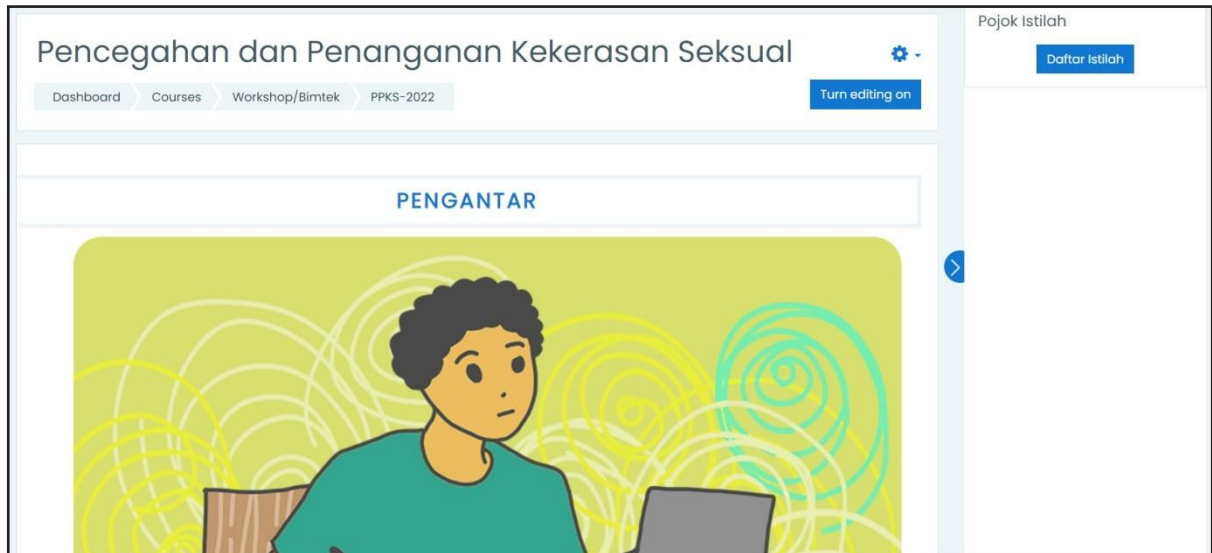 Pencegahan dan Penanganan Kekerasan Seksual
Dashboard Courses Workshop/Bimtek PPKS-2022
Turn editing on
PENGANTAR
Pojok Istilah
Daftar Istilah